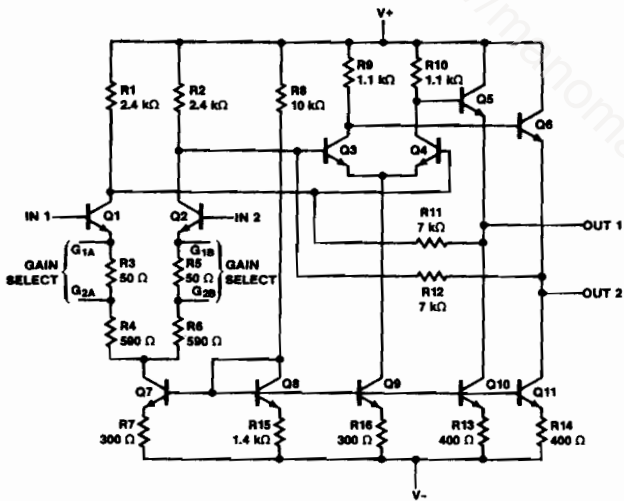 V+
R1
2.4 kΩ
R2
2.4 kΩ
R8
10 kΩ
R9
1.1 kΩ
R10
1.1 kΩ
Q5
Q6
Q3
Q4
IN 1
Q1
Q2
IN 2
R11
7 kΩ
OUT 1
G1A
G1B
GAIN
SELECT
R3
50 Ω
R5
50 Ω
GAIN
SELECT
G2A
G2B
R12
7 kΩ
OUT 2
R4
590 Ω
R6
590 Ω
Q7
Q8
Q9
Q10
Q11
R7
300 Ω
R15
1.4 kΩ
R16
300 Ω
R13
400 Ω
R14
400 Ω
V−